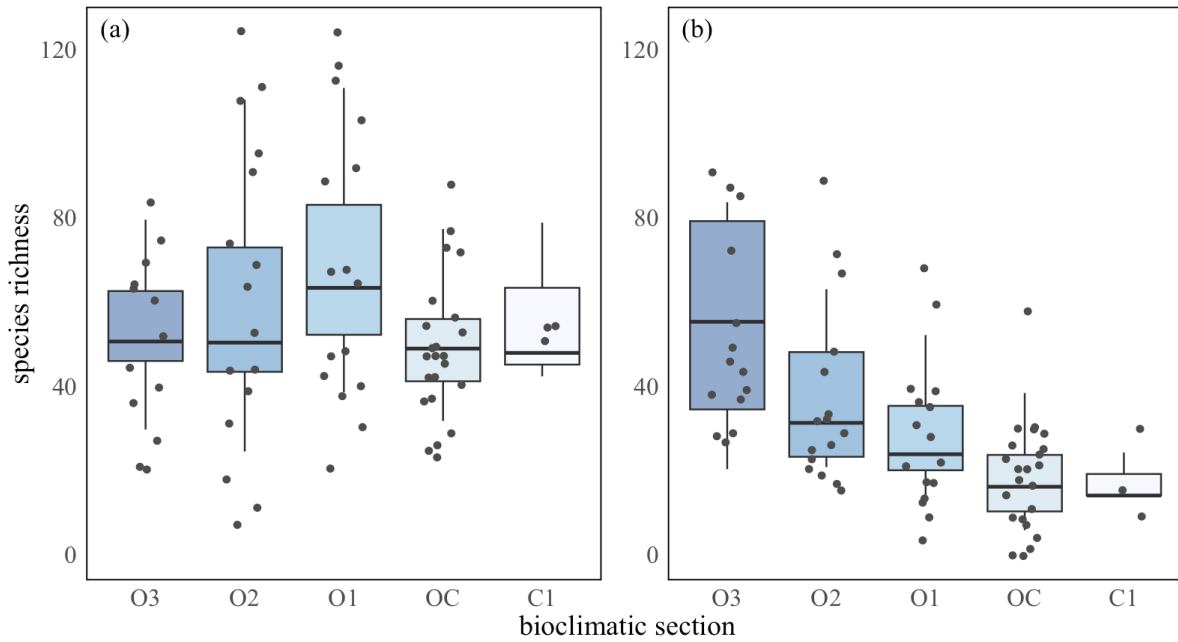 (a)
(b)
species richness
120
80
40
0
120
80
40
0
O3 O2 O1 OC C1
O3 O2 O1 OC C1
bioclimatic section